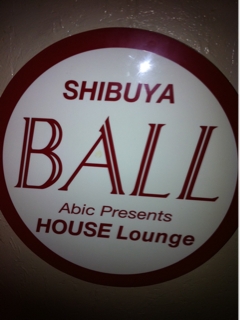 SHIBUYA
BALL
Abic Presents
HOUSE Lounge